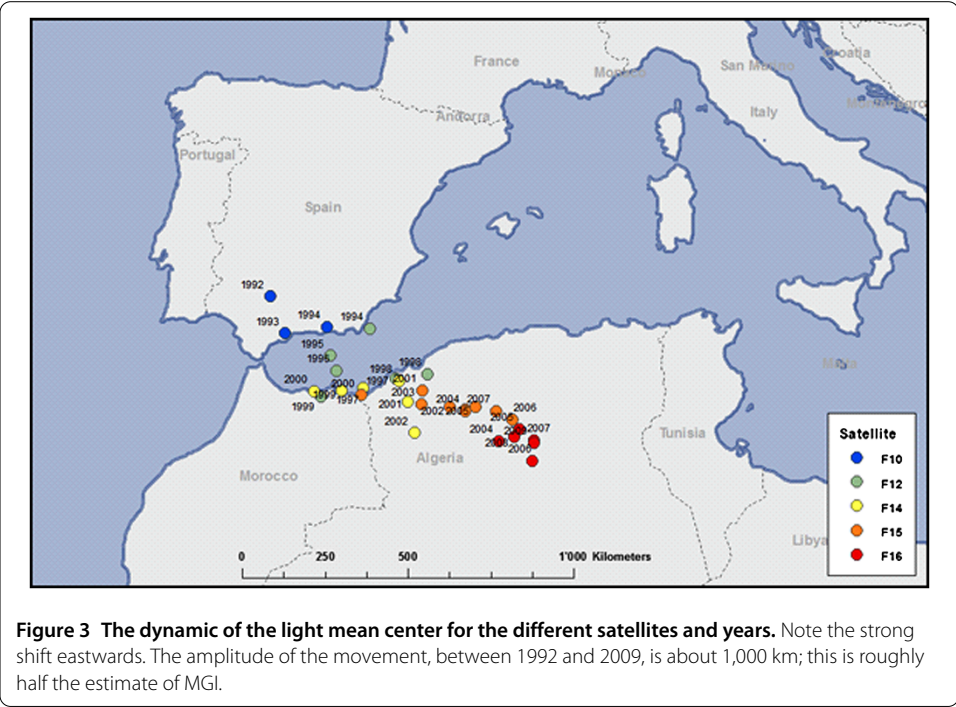 France
Croatia
San Marino
Monaco
Montenegro
Andorra
Italy
Portugal
Spain
1992
1993
1994
1994
1995
1996
1998
1998
2000
2000
1997
2001
1999
1999
1997
2003
2001
2002
2004
2007
2002
2005
2006
2004
2007
2006
Malta
Tunisia
Algeria
Morocco
Libya
Satellite
F10
F12
F14
F15
F16
0 250 500 1'000 Kilometers
Figure 3 The dynamic of the light mean center for the different satellites and years. Note the strong
shift eastwards. The amplitude of the movement, between 1992 and 2009, is about 1,000 km; this is roughly
half the estimate of MGI.